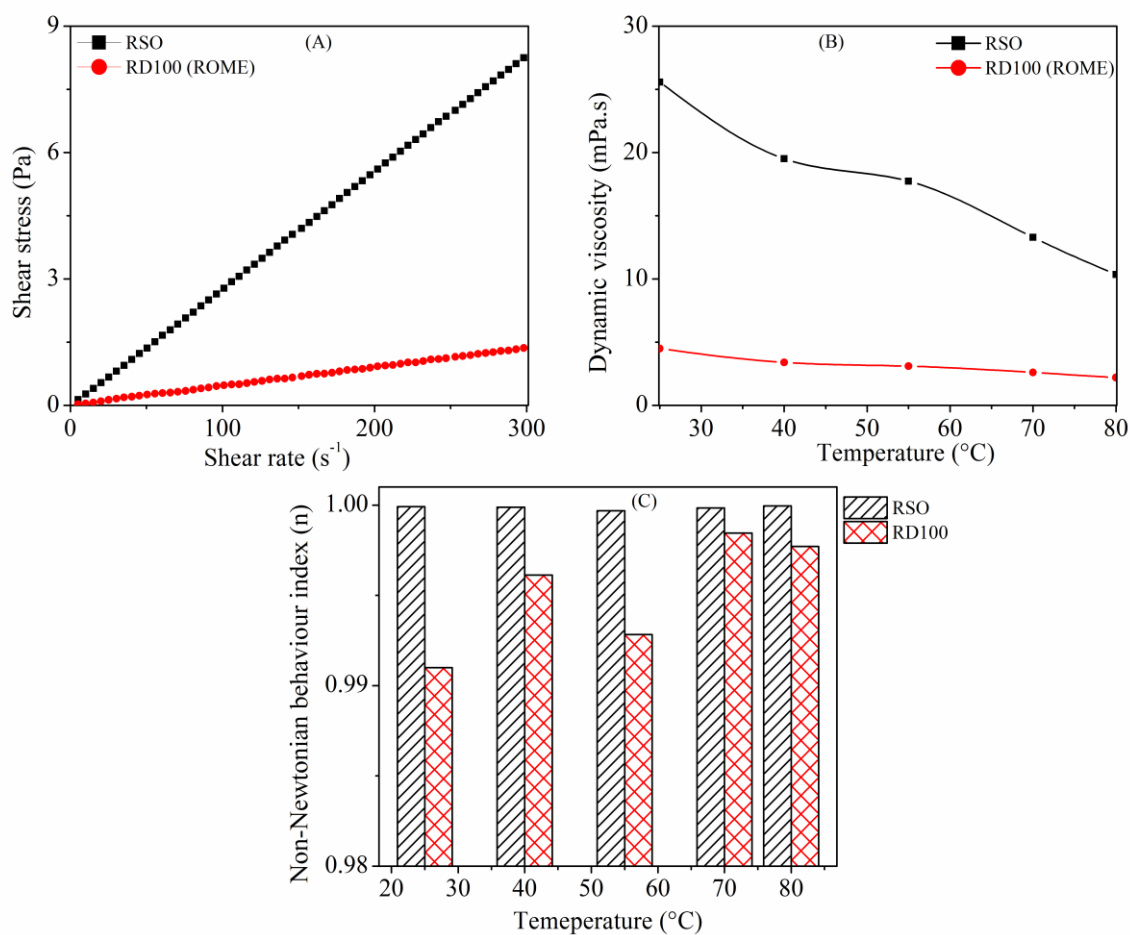 (A)
RSO
RD100 (ROME)
9
6
3
0
Shear stress (Pa)
0
100
200
300
Shear rate (s⁻¹)
(B)
RSO
RD100 (ROME)
30
20
10
0
Dynamic viscosity (mPa.s)
30
40
50
60
70
80
Temperature (°C)
(C)
RSO
RD100
1.00
0.99
0.98
Non-Newtonian behaviour index (n)
20
30
40
50
60
70
80
Temeperature (°C)